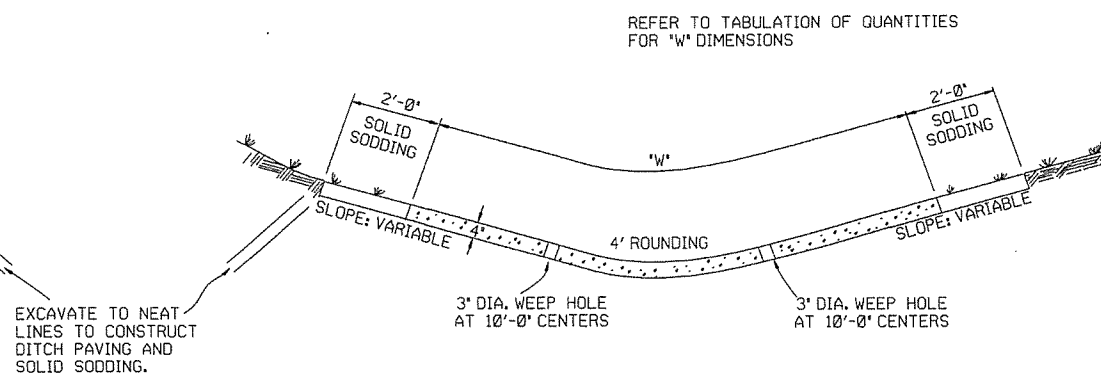 REFER TO TABULATION OF QUANTITIES
FOR "W" DIMENSIONS
2'-0"
SOLID
SODDING
"W"
2'-0"
SOLID
SODDING
SLOPE: VARIABLE
4"
4' ROUNDING
SLOPE: VARIABLE
3" DIA. WEEP HOLE
AT 10'-0" CENTERS
3" DIA. WEEP HOLE
AT 10'-0" CENTERS
EXCAVATE TO NEAT
LINES TO CONSTRUCT
DITCH PAVING AND
SOLID SODDING.